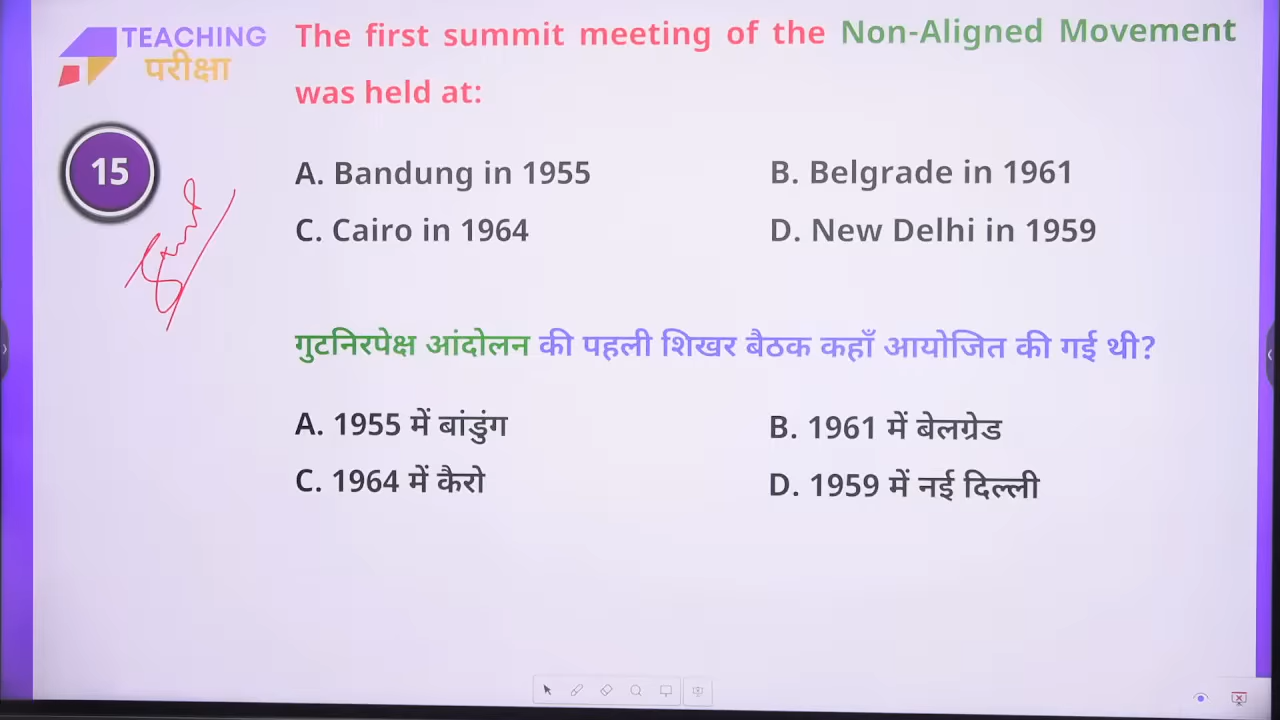 TEACHING
परीक्षा
The first summit meeting of the Non-Aligned Movement
was held at:
15
A. Bandung in 1955
B. Belgrade in 1961
C. Cairo in 1964
D. New Delhi in 1959
गुटनिरपेक्ष आंदोलन की पहली शिखर बैठक कहाँ आयोजित की गई थी?
A. 1955 में बांडुंग
B. 1961 में बेलग्रेड
C. 1964 में कैरो
D. 1959 में नई दिल्ली